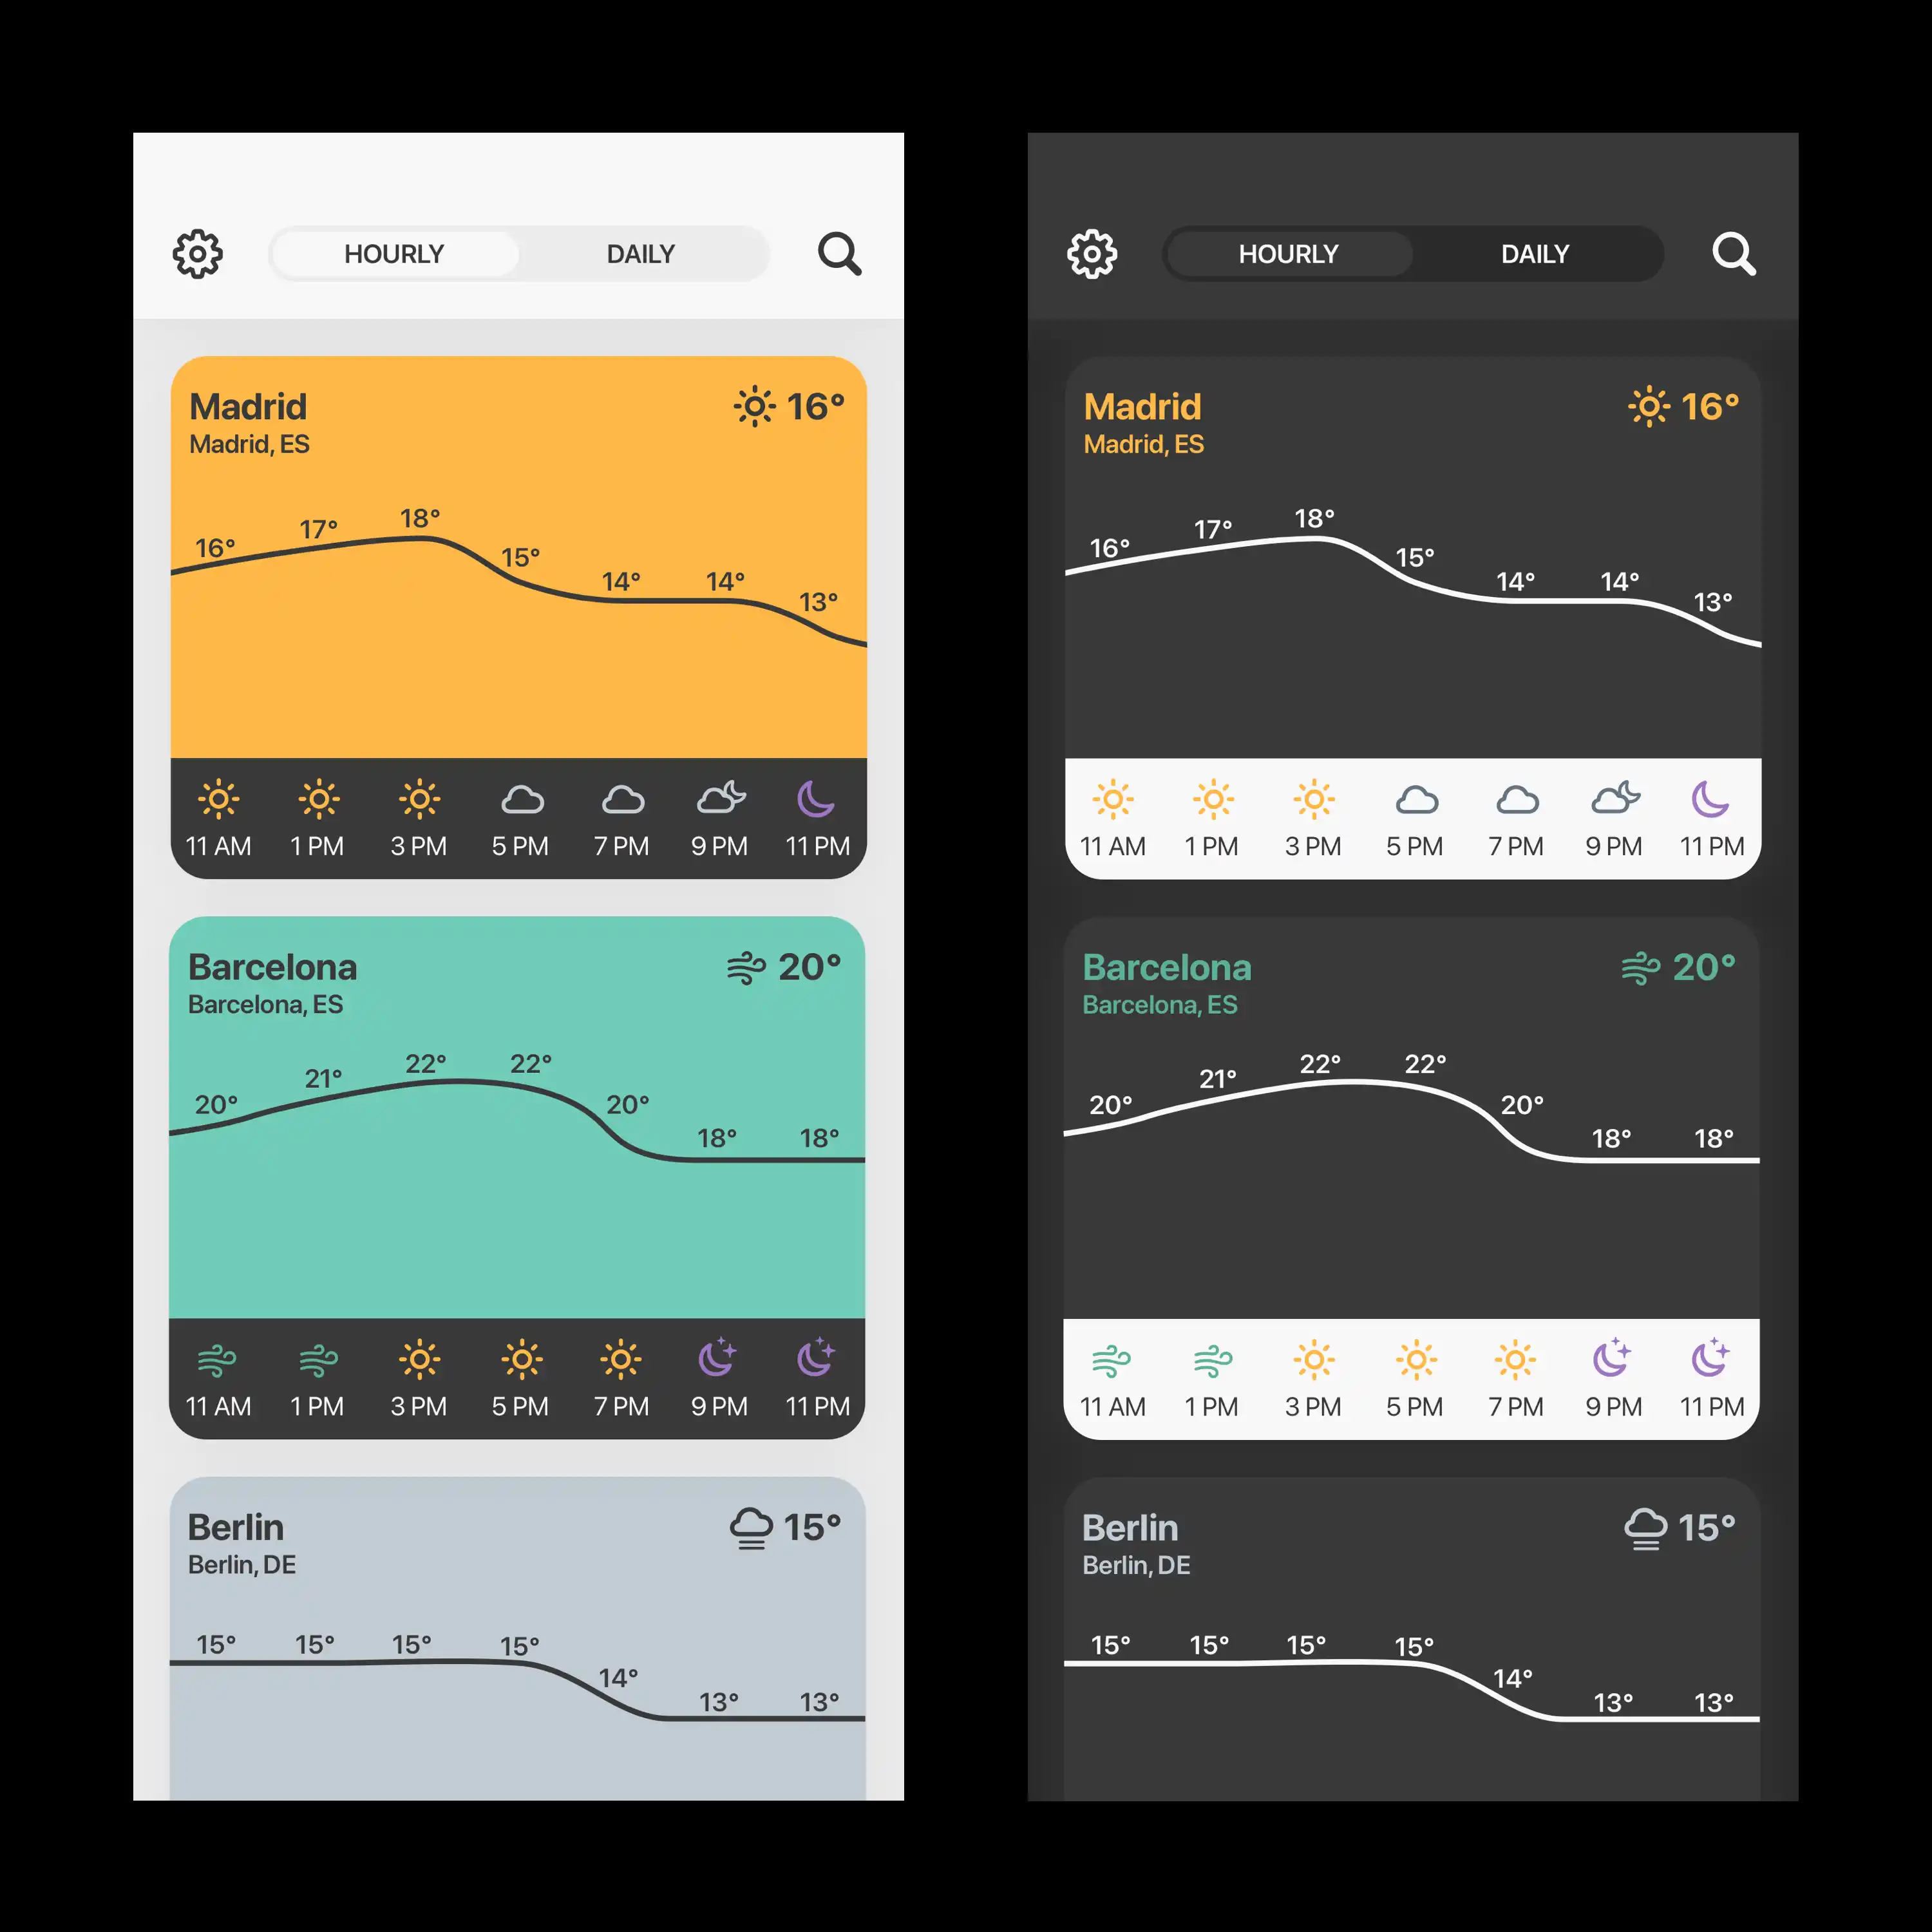 HOURLY DAILY
Madrid 16°
Madrid, ES
18°
17°
16°
15°
14° 14°
13°
11 AM 1 PM 3 PM 5 PM 7 PM 9 PM 11 PM
Barcelona 20°
Barcelona, ES
22° 22°
21°
20° 20°
18° 18°
11 AM 1 PM 3 PM 5 PM 7 PM 9 PM 11 PM
Berlin 15°
Berlin, DE
15° 15° 15° 15°
14°
13° 13°
HOURLY DAILY
Madrid 16°
Madrid, ES
18°
17°
16°
15°
14° 14°
13°
11 AM 1 PM 3 PM 5 PM 7 PM 9 PM 11 PM
Barcelona 20°
Barcelona, ES
22° 22°
21°
20° 20°
18° 18°
11 AM 1 PM 3 PM 5 PM 7 PM 9 PM 11 PM
Berlin 15°
Berlin, DE
15° 15° 15° 15°
14°
13° 13°